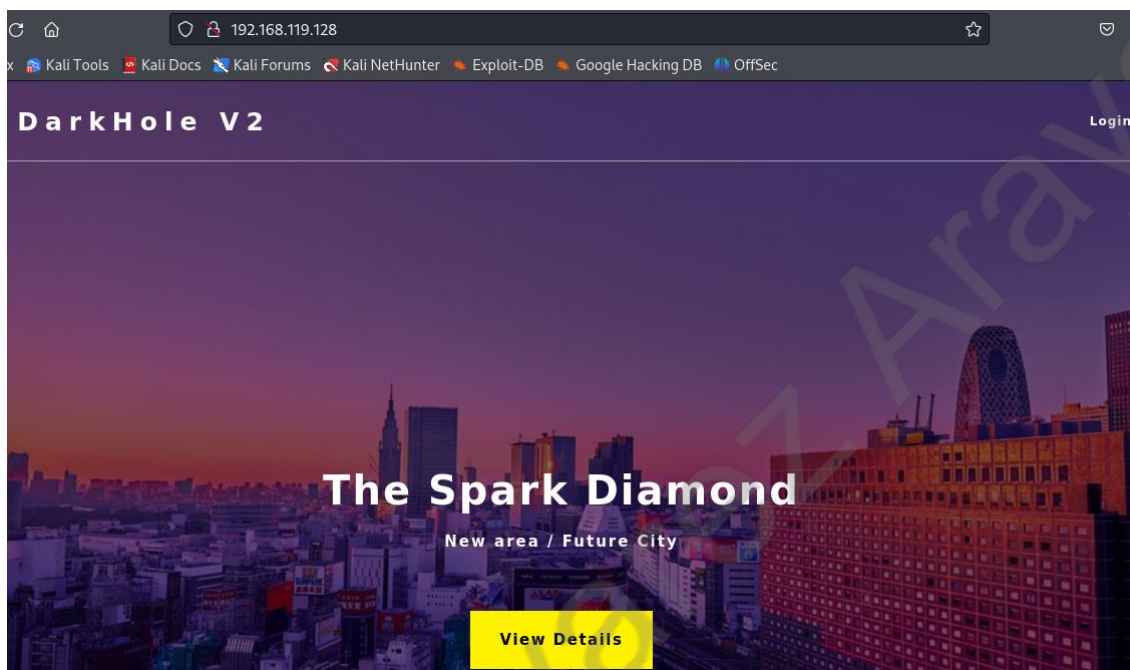 192.168.119.128
x Kali Tools Kali Docs Kali Forums Kali NetHunter Exploit-DB Google Hacking DB OffSec
DarkHole V2
Login
The Spark Diamond
New area / Future City
View Details